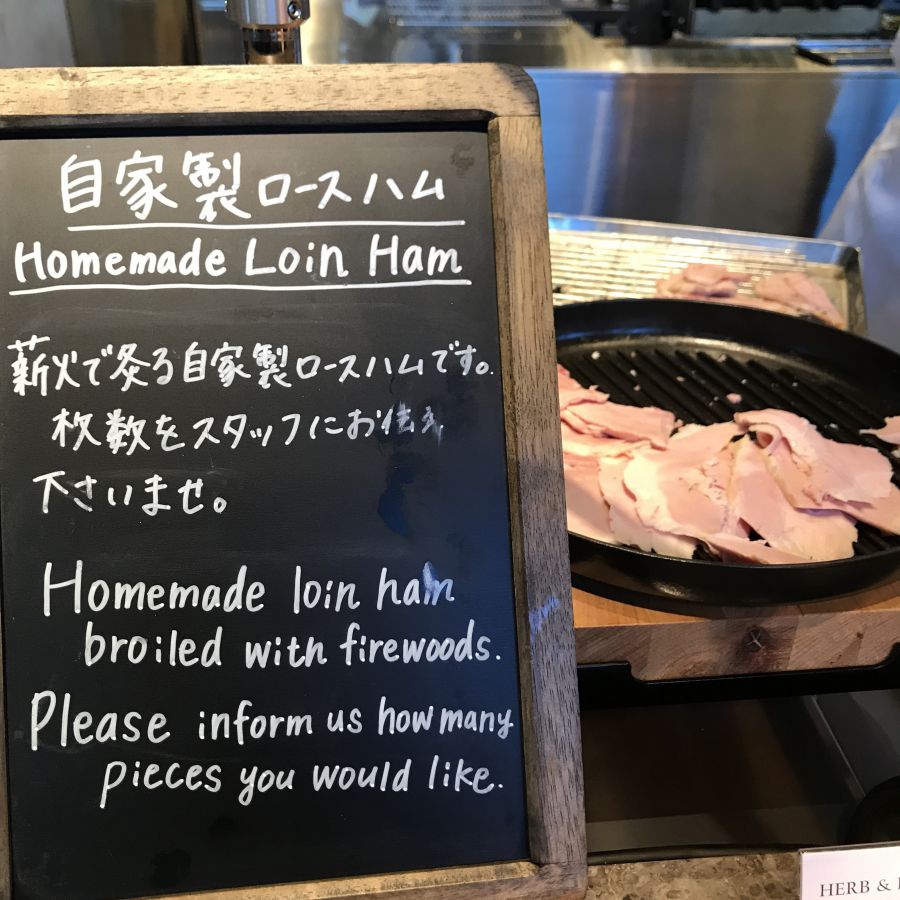 自家製ロースハム
Homemade Loin Ham
薪火で炙る自家製ロースハムです。
枚数をスタッフにお伝え
下さいませ。
Homemade loin ham
broiled with firewoods.
Please inform us how many
pieces you would like.
HERB &